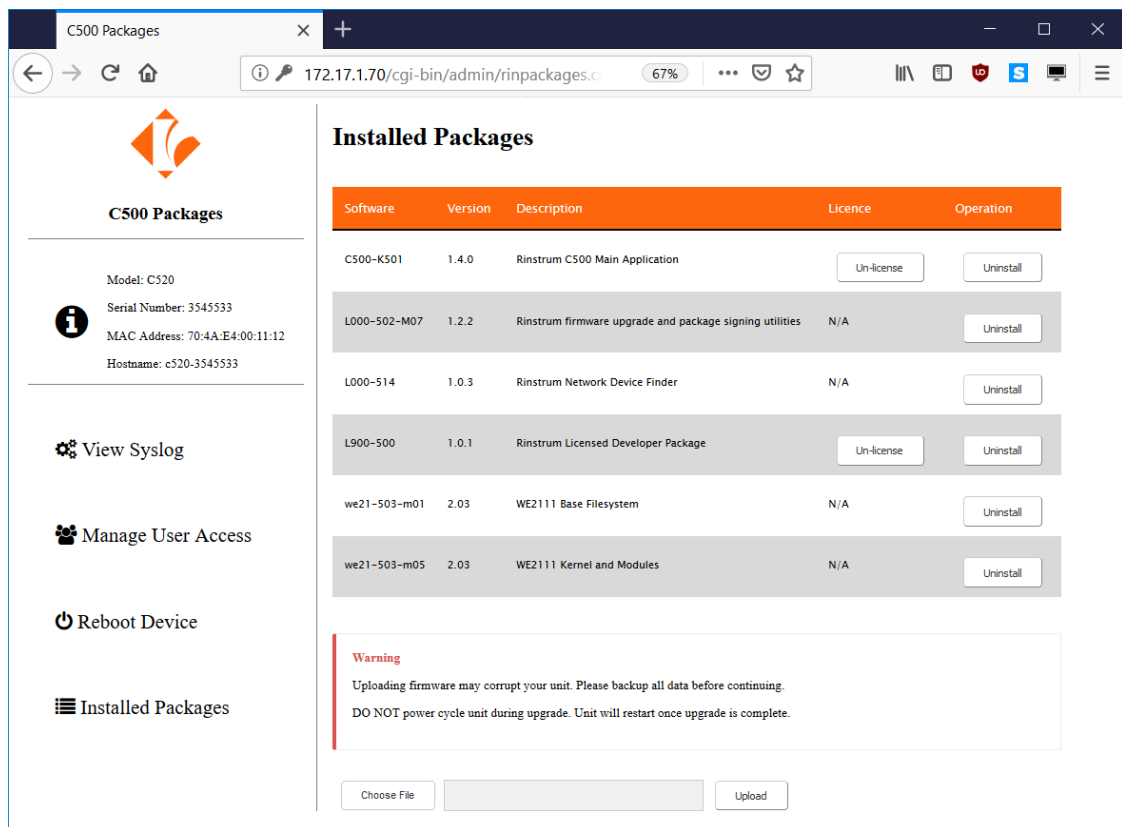 C500 Packages
172.17.1.70/cgi-bin/admin/rinpackages.c
67%
C500 Packages
Model: C520
Serial Number: 3545533
MAC Address: 70:4A:E4:00:11:12
Hostname: c520-3545533
View Syslog
Manage User Access
Reboot Device
Installed Packages
Installed Packages
Software Version Description Licence Operation
C500-K501 1.4.0 Rinstrum C500 Main Application Un-license Uninstall
L000-502-M07 1.2.2 Rinstrum firmware upgrade and package signing utilities N/A Uninstall
L000-514 1.0.3 Rinstrum Network Device Finder N/A Uninstall
L900-500 1.0.1 Rinstrum Licensed Developer Package Un-license Uninstall
we21-503-m01 2.03 WE2111 Base Filesystem N/A Uninstall
we21-503-m05 2.03 WE2111 Kernel and Modules N/A Uninstall
Warning
Uploading firmware may corrupt your unit. Please backup all data before continuing.
DO NOT power cycle unit during upgrade. Unit will restart once upgrade is complete.
Choose File Upload